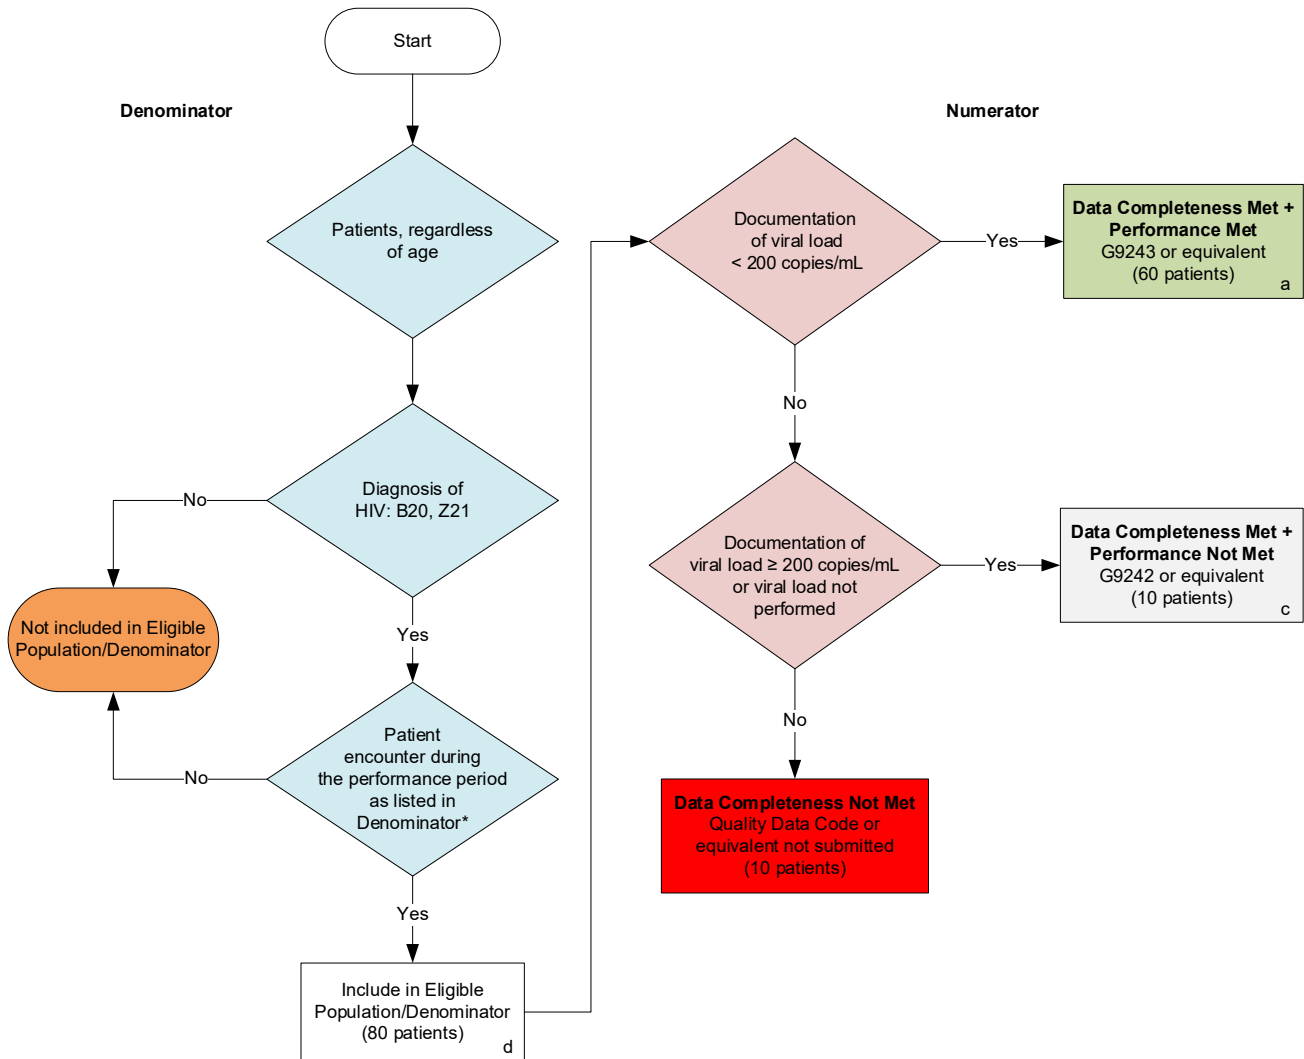 Start
Denominator
Patients, regardless
of age
Diagnosis of
HIV: B20, Z21
No
Yes
Not included in Eligible
Population/Denominator
Patient
encounter during
the performance period
as listed in
Denominator*
No
Yes
Include in Eligible
Population/Denominator
(80 patients)
d
Numerator
Documentation
of viral load
< 200 copies/mL
Yes
Data Completeness Met +
Performance Met
G9243 or equivalent
(60 patients)
a
No
Documentation of
viral load ≥ 200 copies/mL
or viral load not
performed
Yes
Data Completeness Met +
Performance Not Met
G9242 or equivalent
(10 patients)
c
No
Data Completeness Not Met
Quality Data Code or
equivalent not submitted
(10 patients)